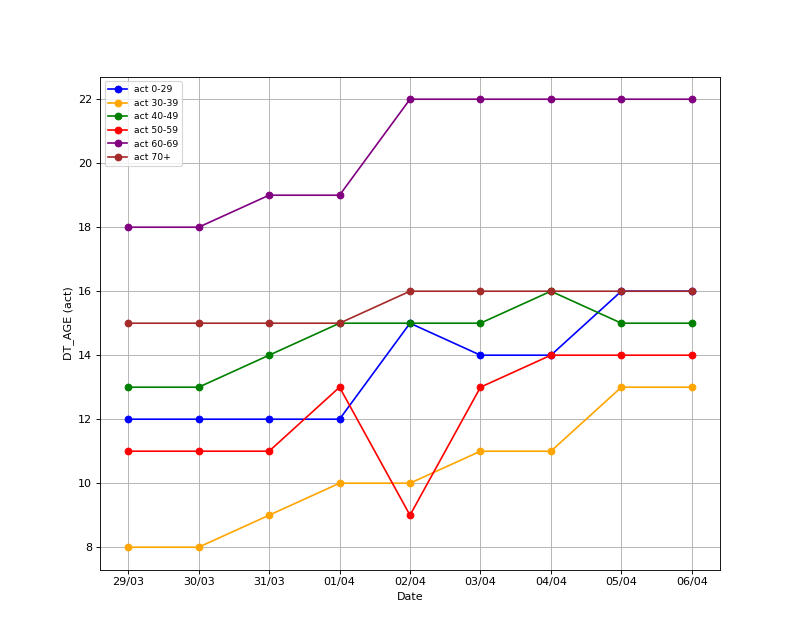 act 0-29
act 30-39
act 40-49
act 50-59
act 60-69
act 70+
22
20
18
16
14
12
10
8
DT_AGE (act)
29/03 30/03 31/03 01/04 02/04 03/04 04/04 05/04 06/04
Date